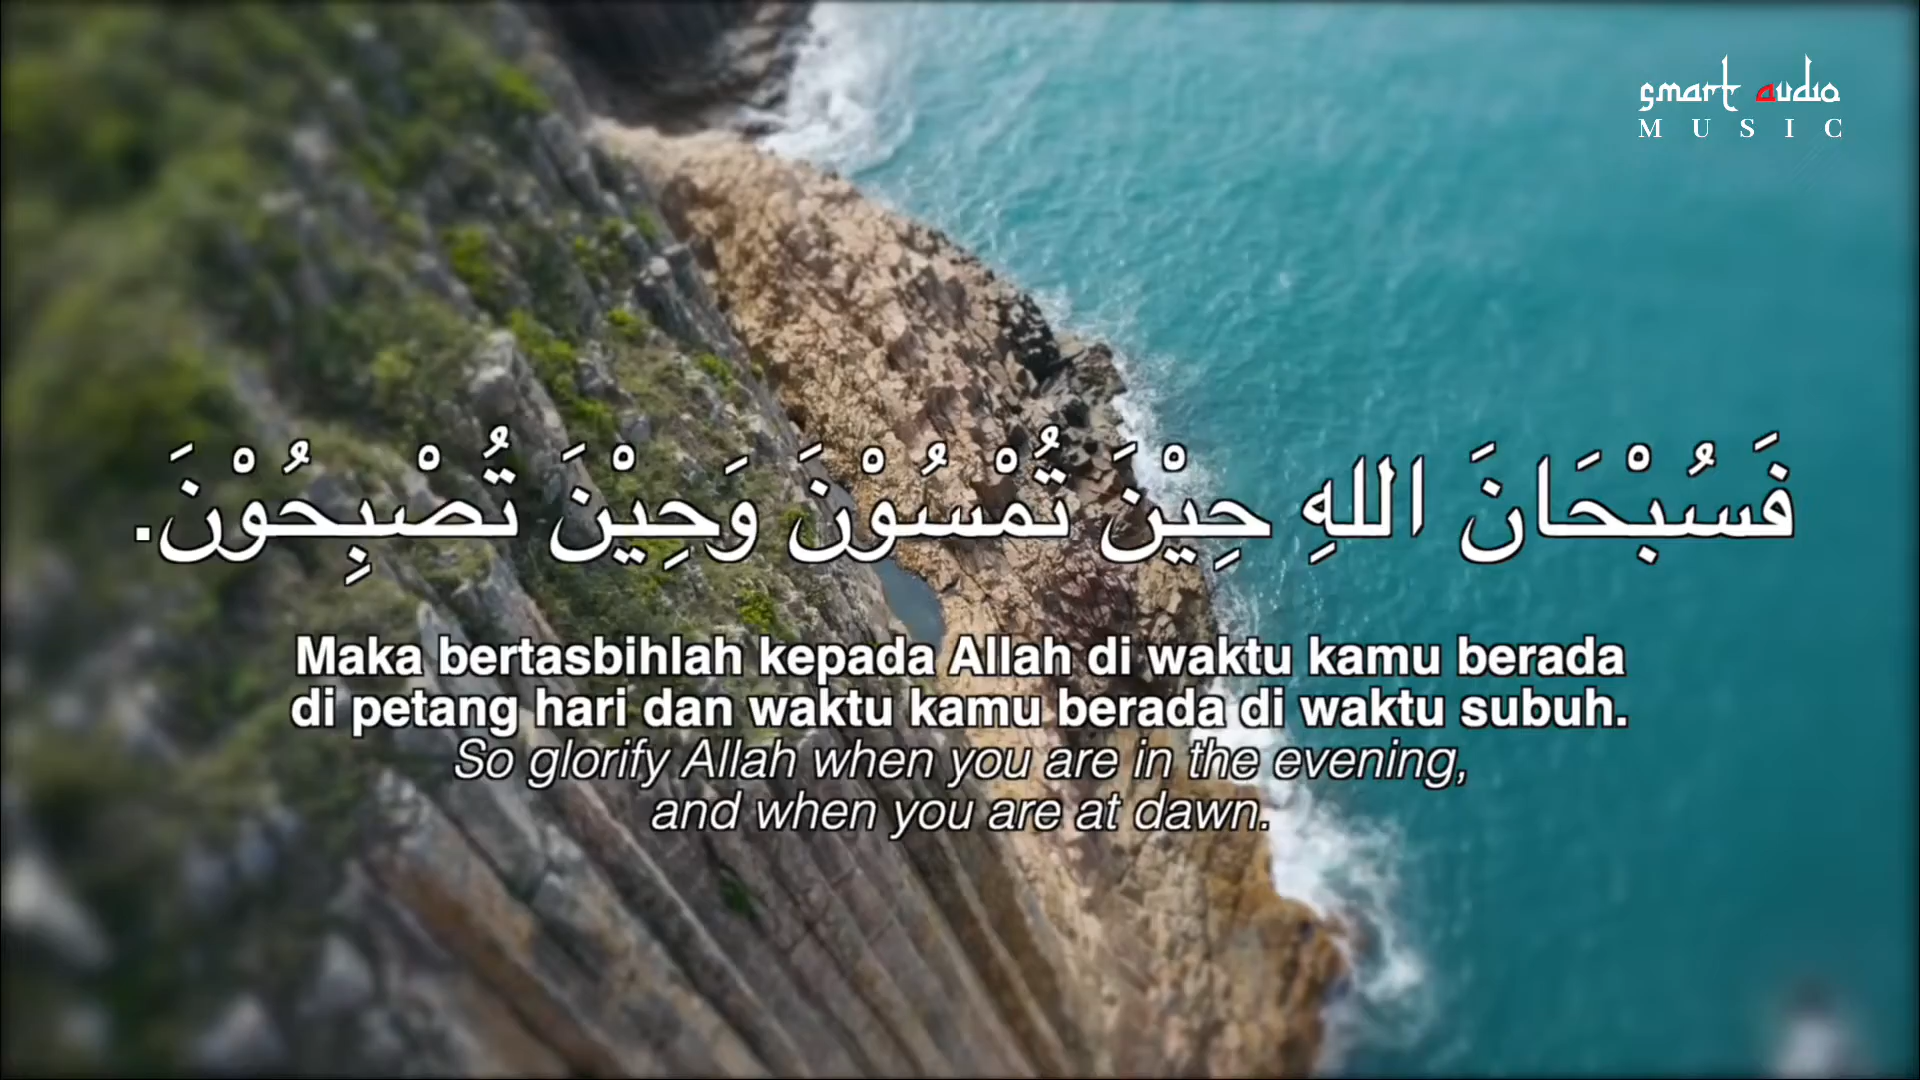 smart audio
MUSIC
فَسُبْحَانَ اللهِ حِيْنَ تُمْسُوْنَ وَحِيْنَ تُصْبِحُوْنَ.
Maka bertasbihlah kepada Allah di waktu kamu berada
di petang hari dan waktu kamu berada di waktu subuh.
So glorify Allah when you are in the evening,
and when you are at dawn.